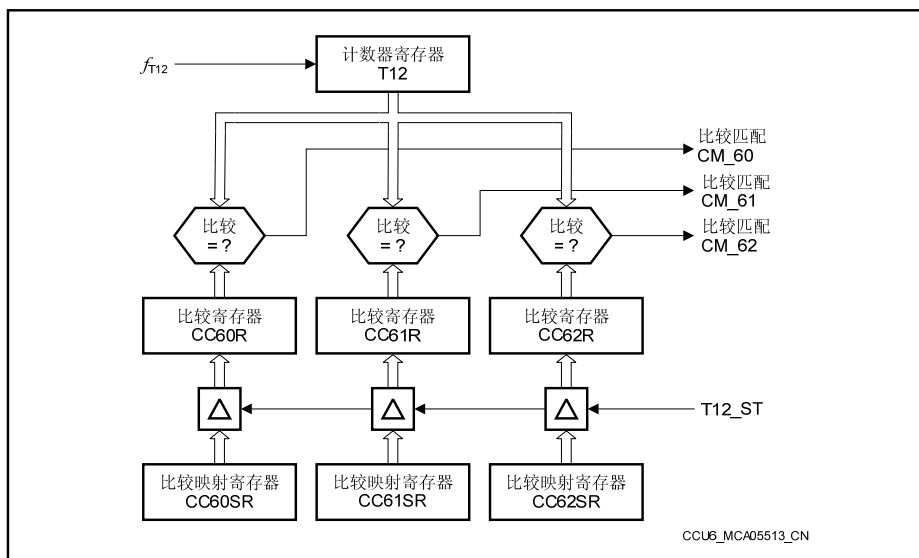 计数器寄存器
T12
fT12
比较匹配
CM_60
比较匹配
CM_61
比较匹配
CM_62
比较
= ?
比较
= ?
比较
= ?
比较寄存器
CC60R
比较寄存器
CC61R
比较寄存器
CC62R
T12_ST
比较映射寄存器
CC60SR
比较映射寄存器
CC61SR
比较映射寄存器
CC62SR
CCU6_MCA05513_CN